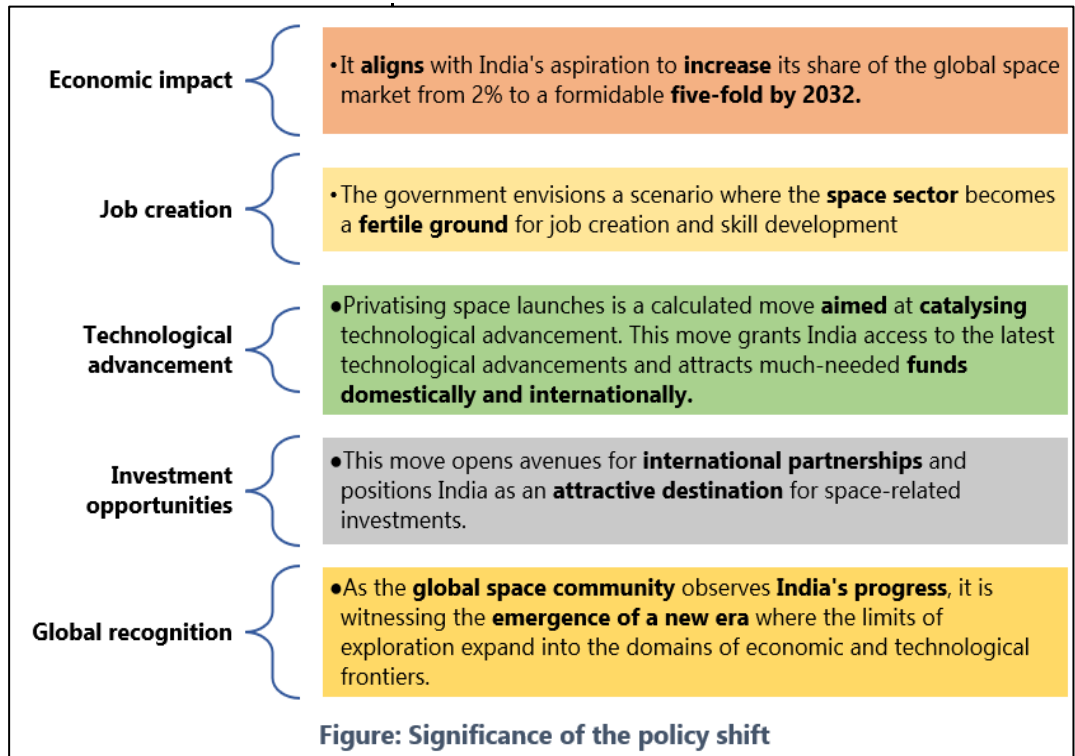 Economic impact
•It aligns with India's aspiration to increase its share of the global space
market from 2% to a formidable five-fold by 2032.
Job creation
•The government envisions a scenario where the space sector becomes
a fertile ground for job creation and skill development
Technological
advancement
●Privatising space launches is a calculated move aimed at catalysing
technological advancement. This move grants India access to the latest
technological advancements and attracts much-needed funds
domestically and internationally.
Investment
opportunities
●This move opens avenues for international partnerships and
positions India as an attractive destination for space-related
investments.
Global recognition
●As the global space community observes India's progress, it is
witnessing the emergence of a new era where the limits of
exploration expand into the domains of economic and technological
frontiers.
Figure: Significance of the policy shift